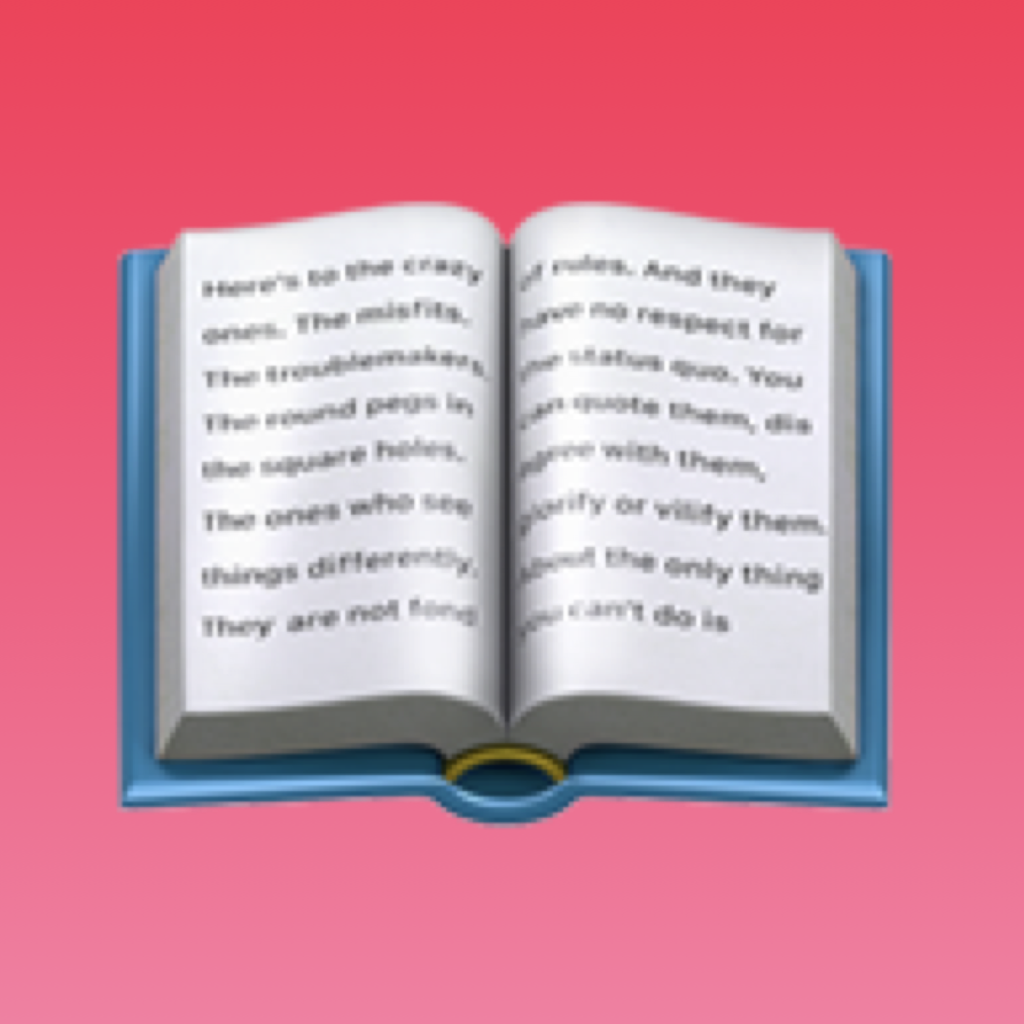 Here's to the crazy
ones. The misfits.
The troublemakers.
The round pegs in
the square holes.
The ones who see
things differently.
They are not fond
of rules. And they
have no respect for
the status quo. You
can quote them, dis
agree with them,
glorify or vilify them.
About the only thing
you can't do is